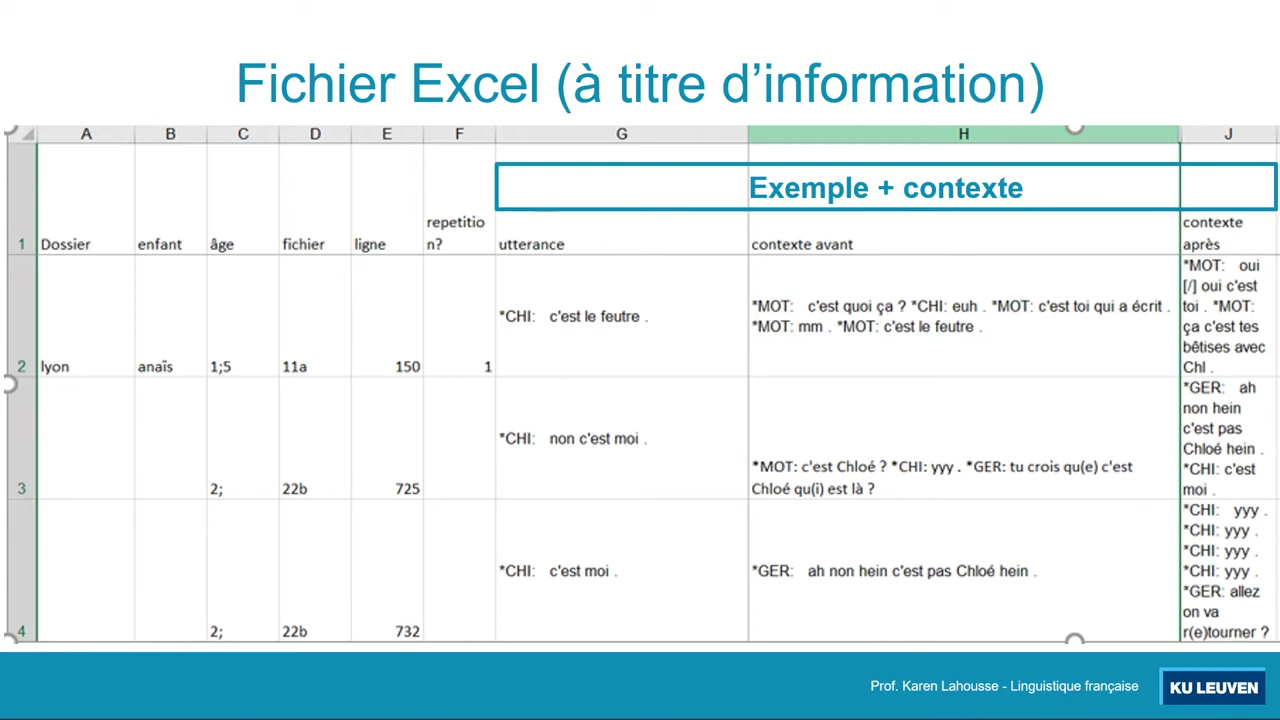 Fichier Excel (à titre d’information)
A B C D E F G H J
Exemple + contexte
1 Dossier enfant âge fichier ligne repetitio
n? utterance contexte avant contexte
après
2 lyon anaïs 1;5 11a 150 1
*CHI: c'est le feutre .
*MOT: c'est quoi ça ? *CHI: euh . *MOT: c'est toi qui a écrit .
*MOT: mm . *MOT: c'est le feutre .
*MOT: oui
[/] oui c'est
toi . *MOT:
ça c'est tes
bêtises avec
Chl .
3 2; 22b 725
*CHI: non c'est moi .
*MOT: c'est Chloé ? *CHI: yyy . *GER: tu crois qu(e) c'est
Chloé qu(i) est là ?
*GER: ah
non hein
c'est pas
Chloé hein .
*CHI: c'est
moi .
4 2; 22b 732
*CHI: c'est moi .
*GER: ah non hein c'est pas Chloé hein .
*CHI: yyy .
*CHI: yyy .
*CHI: yyy .
*CHI: yyy .
*GER: allez
on va
r(e)tourner ?
Prof. Karen Lahousse - Linguistique française
KU LEUVEN